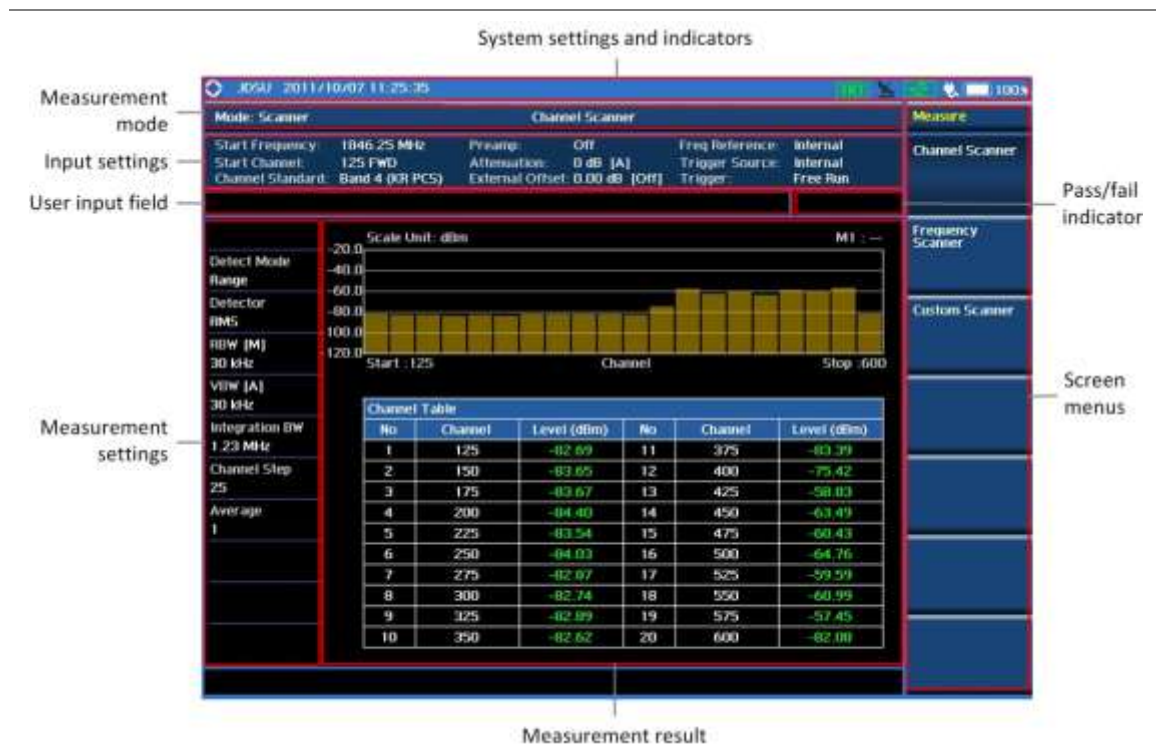 System settings and indicators
JDSU 2011/10/07 11:25:35
100%
Measurement
mode
Mode: Scanner Channel Scanner
Measure
Input settings
Start Frequency: 1846.25 MHz Preamp: Off Freq Reference: Internal
Start Channel: 125 FWD Attenuation: 0 dB [A] Trigger Source: Internal
Channel Standard: Band 4 (KR PCS) External Offset: 0.00 dB [Off] Trigger: Free Run
Channel Scanner
User input field
Pass/fail
indicator
Frequency
Scanner
Custom Scanner
Screen
menus
Measurement
settings
Detect Mode
Range
Detector
RMS
RBW [M]
30 kHz
VBW [A]
30 kHz
Integration BW
1.23 MHz
Channel Step
25
Average
1
Scale Unit: dBm M1 : --
-20.0
-40.0
-60.0
-80.0
-100.0
-120.0
Start :125 Channel Stop :600
Channel Table
No Channel Level (dBm) No Channel Level (dBm)
1 125 -82.69 11 375 -83.39
2 150 -83.65 12 400 -75.42
3 175 -83.67 13 425 -58.03
4 200 -84.40 14 450 -63.49
5 225 -83.54 15 475 -60.43
6 250 -84.03 16 500 -64.76
7 275 -82.07 17 525 -59.59
8 300 -82.74 18 550 -60.99
9 325 -82.89 19 575 -57.45
10 350 -82.62 20 600 -82.00
Measurement result